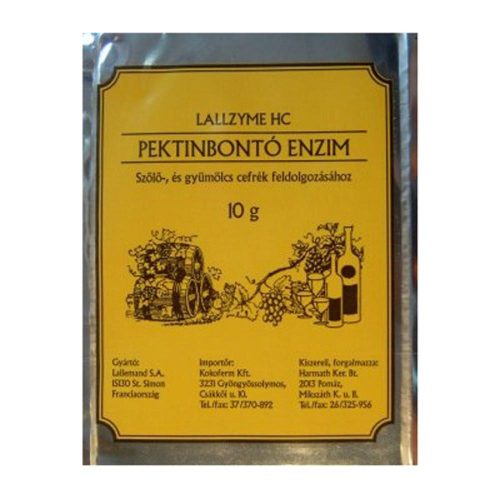 LALLZYME HC
PEKTINBONTÓ ENZIM
Szőlő-, és gyümölcs cefrék feldolgozásához
10 g
Gyártó:
Lallemand S.A.
15130 St. Simon
Franciaország
Importőr:
Kokoferm Kft.
3231 Gyöngyössolymos,
Csákkői u. 10.
Tel./fax: 37/370-892
Kiszereli, forgalmazza:
Harmath Ker. Bt.
2013 Pomáz,
Mikszáth K. u. 8.
Tel./fax: 26/325-956